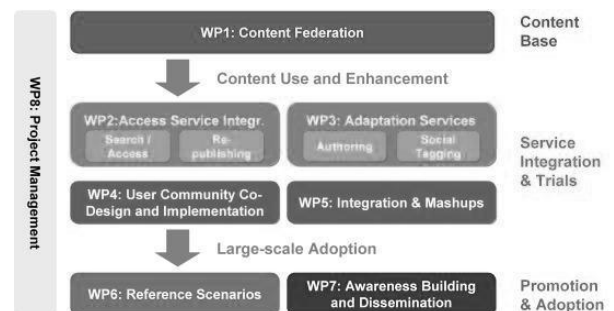 WP8: Project Management
WP1: Content Federation
Content
Base
Content Use and Enhancement
WP2:Access Service Integr.
Search /
Access
Re-
publishing
WP3: Adaptation Services
Authoring
Social
Tagging
Service
Integration
& Trials
WP4: User Community Co-
Design and Implementation
WP5: Integration & Mashups
Large-scale Adoption
WP6: Reference Scenarios
WP7: Awareness Building
and Dissemination
Promotion
& Adoption